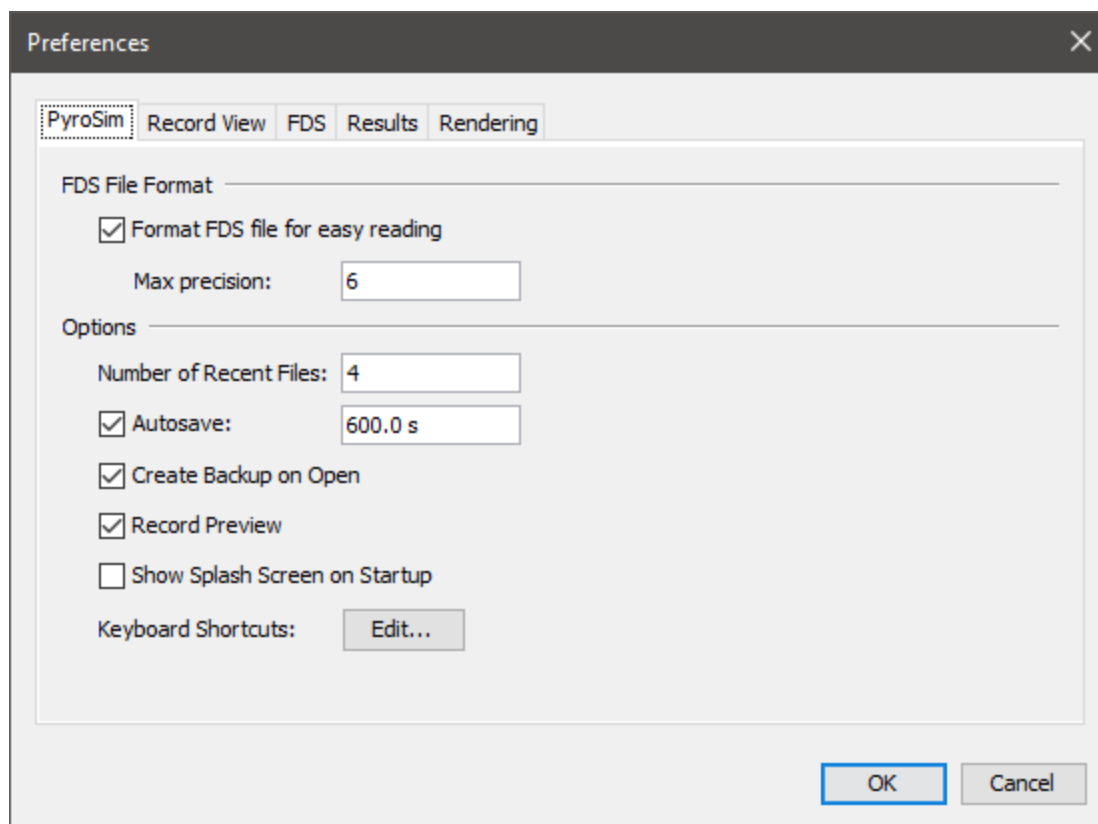 Preferences
PyroSim Record View FDS Results Rendering
FDS File Format
Format FDS file for easy reading
Max precision: 6
Options
Number of Recent Files: 4
Autosave: 600.0 s
Create Backup on Open
Record Preview
Show Splash Screen on Startup
Keyboard Shortcuts: Edit...
OK Cancel